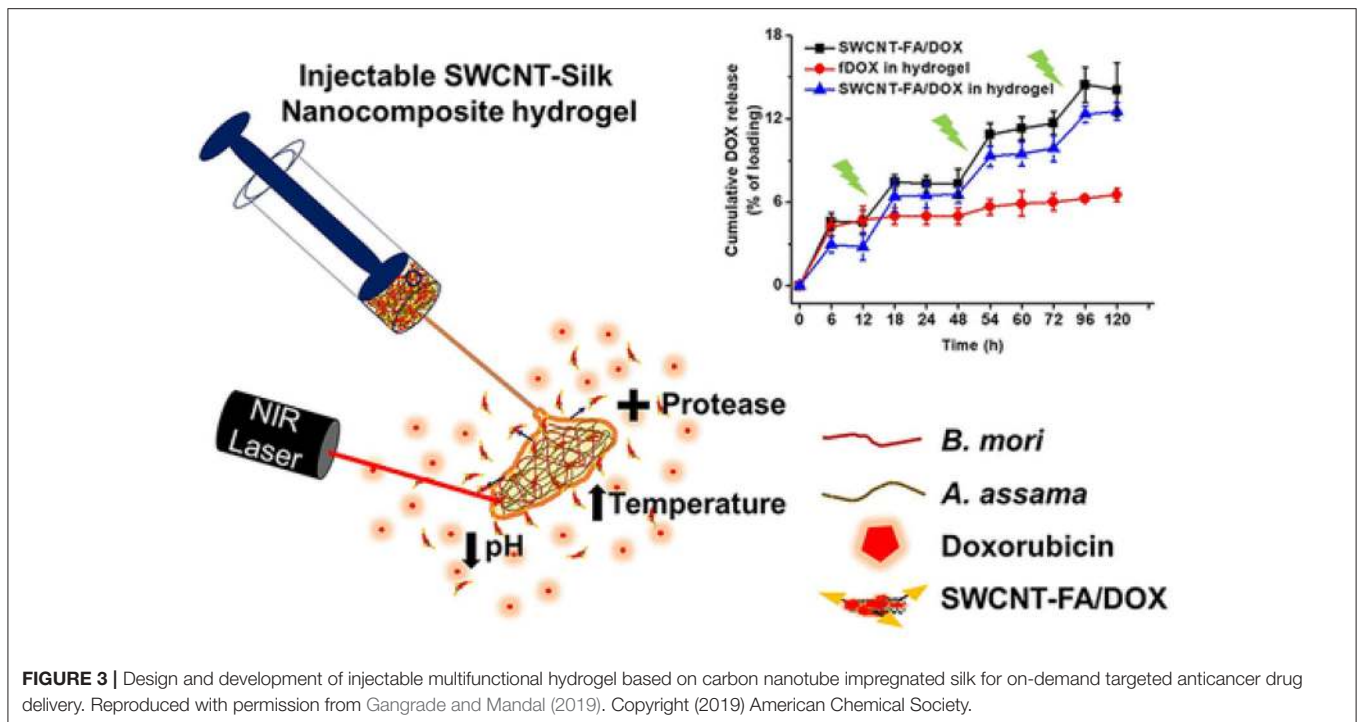 Injectable SWCNT-Silk
Nanocomposite hydrogel
18
12
6
0
Cumulative DOX release
(% of loading)
SWCNT-FA/DOX
fDOX in hydrogel
SWCNT-FA/DOX in hydrogel
0 6 12 18 24 48 54 60 72 96 120
Time (h)
NIR
Laser
+ Protease
Temperature
pH
B. mori
A. assama
Doxorubicin
SWCNT-FA/DOX
FIGURE 3 | Design and development of injectable multifunctional hydrogel based on carbon nanotube impregnated silk for on-demand targeted anticancer drug
delivery. Reproduced with permission from Gangrade and Mandal (2019). Copyright (2019) American Chemical Society.